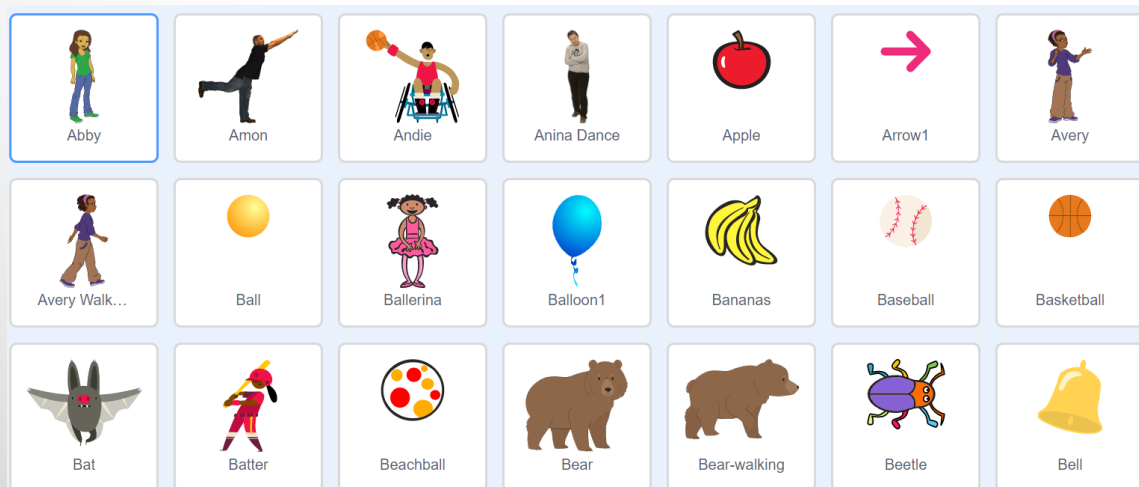 Abby
Amon
Andie
Anina Dance
Apple
Arrow1
Avery
Avery Walk…
Ball
Ballerina
Balloon1
Bananas
Baseball
Basketball
Bat
Batter
Beachball
Bear
Bear-walking
Beetle
Bell